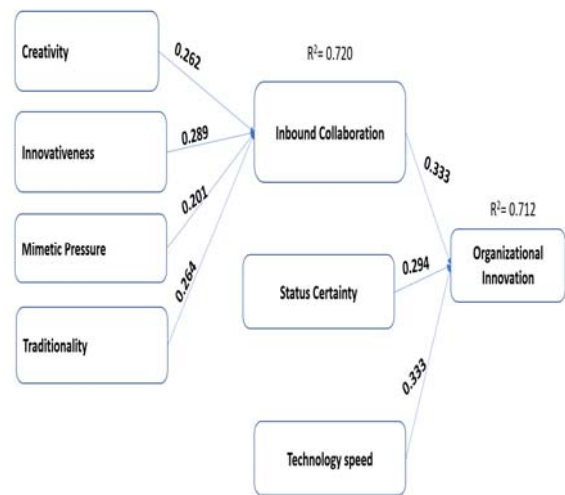 Creativity
0.262
R²= 0.720
Innovativeness
0.289
Inbound Collaboration
0.201
0.333
Mimetic Pressure
R²= 0.712
0.264
0.294
Organizational
Innovation
Status Certainty
Traditionality
0.333
Technology speed